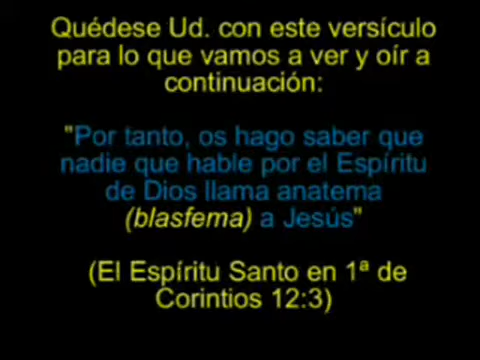 Quédese Ud. con este versículo
para lo que vamos a ver y oír a
continuación:
"Por tanto, os hago saber que
nadie que hable por el Espíritu
de Dios llama anatema
(blasfema) a Jesús"
(El Espíritu Santo en 1ª de
Corintios 12:3)